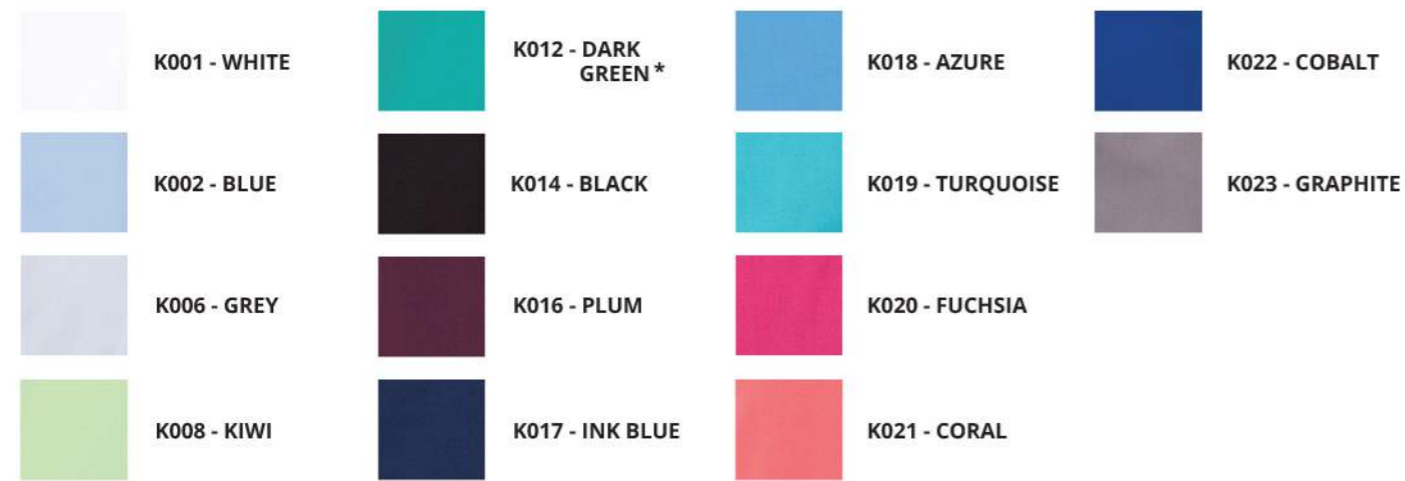 K001 - WHITE
K002 - BLUE
K006 - GREY
K008 - KIWI
K012 - DARK
GREEN *
K014 - BLACK
K016 - PLUM
K017 - INK BLUE
K018 - AZURE
K019 - TURQUOISE
K020 - FUCHSIA
K021 - CORAL
K022 - COBALT
K023 - GRAPHITE